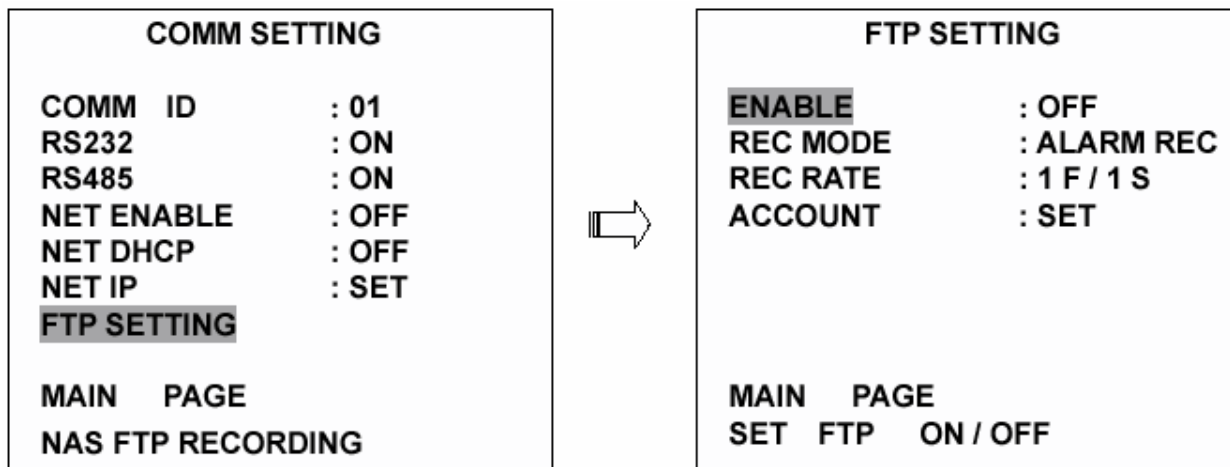 COMM SETTING
COMM ID : 01
RS232 : ON
RS485 : ON
NET ENABLE : OFF
NET DHCP : OFF
NET IP : SET
FTP SETTING
MAIN PAGE
NAS FTP RECORDING
FTP SETTING
ENABLE : OFF
REC MODE : ALARM REC
REC RATE : 1 F / 1 S
ACCOUNT : SET
MAIN PAGE
SET FTP ON / OFF